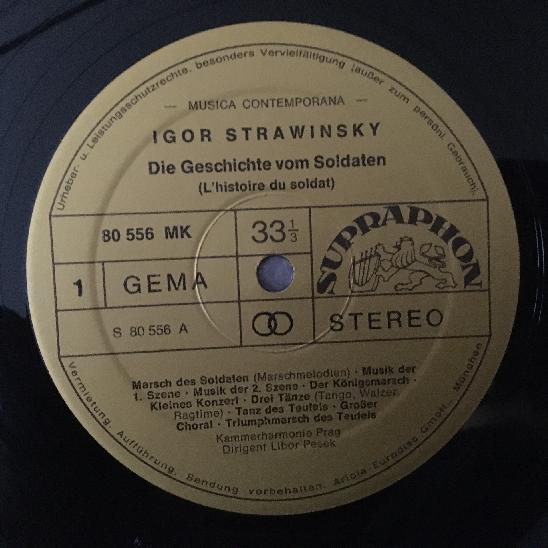 Urheber- u. Leistungsschutzrechte, besonders Vervielfältigung (außer zum persönl. Gebrauch),
— MUSICA CONTEMPORANA —
IGOR STRAWINSKY
Die Geschichte vom Soldaten
(L'histoire du soldat)
80 556 MK
33 1/3
SUPRAPHON
1
GEMA
S 80 556 A
STEREO
Marsch des Soldaten (Marschmelodien) · Musik der
1. Szene · Musik der 2. Szene · Der Königsmarsch ·
Kleines Konzert · Drei Tänze (Tango, Walzer,
Ragtime) · Tanz des Teufels · Großer
Choral · Triumphmarsch des Teufels
Kammerharmonie Prag
Dirigent Libor Pesek
Vermietung, Aufführung, Sendung vorbehalten. Ariola-Eurodisc GmbH., München